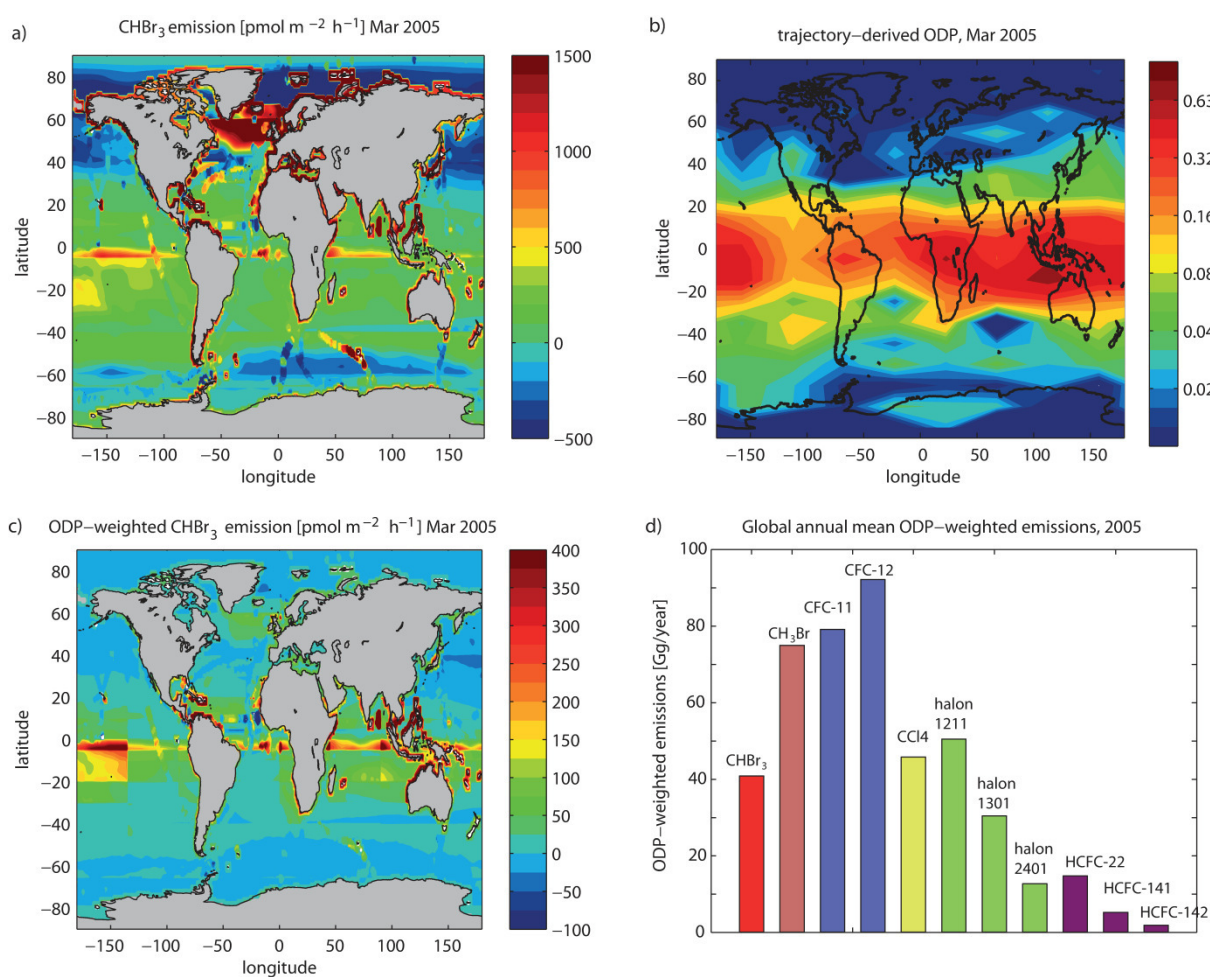 a)
CHBr3 emission [pmol m −2 h−1] Mar 2005
latitude
80
60
40
20
0
−20
−40
−60
−80
−150 −100 −50 0 50 100 150
longitude
1500
1000
500
0
−500
b)
trajectory−derived ODP, Mar 2005
latitude
80
60
40
20
0
−20
−40
−60
−80
−150 −100 −50 0 50 100 150
longitude
0.63
0.32
0.16
0.08
0.04
0.02
c)
ODP−weighted CHBr3 emission [pmol m−2 h−1] Mar 2005
latitude
80
60
40
20
0
−20
−40
−60
−80
−150 −100 −50 0 50 100 150
longitude
400
350
300
250
200
150
100
50
0
−50
−100
d)
Global annual mean ODP−weighted emissions, 2005
ODP−weighted emissions [Gg/year]
100
80
60
40
20
0
CHBr3
CH3Br
CFC-11
CFC-12
CCl4
halon
1211
halon
1301
halon
2401
HCFC-22
HCFC-141
HCFC-142